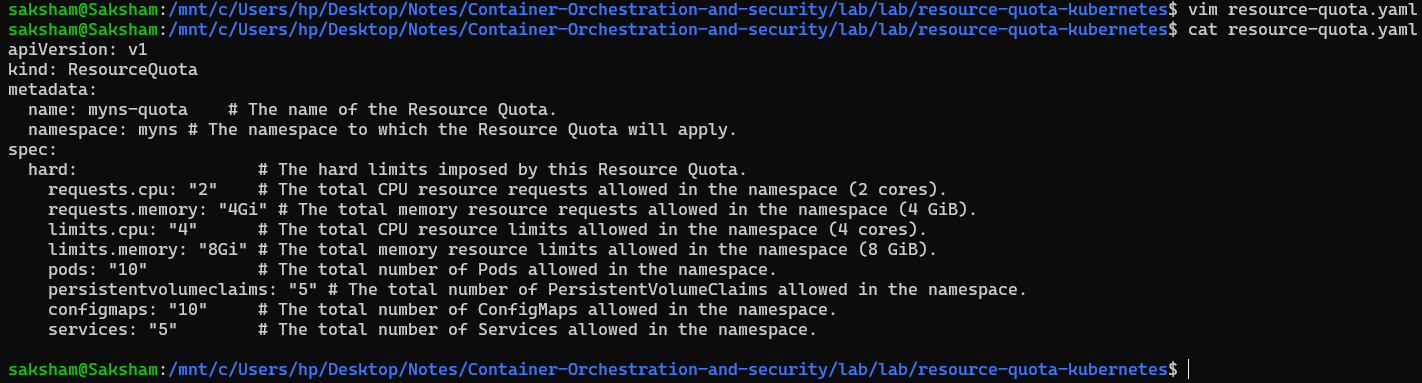 saksham@Saksham:/mnt/c/Users/hp/Desktop/Notes/Container-Orchestration-and-security/lab/lab/resource-quota-kubernetes$ vim resource-quota.yaml
saksham@Saksham:/mnt/c/Users/hp/Desktop/Notes/Container-Orchestration-and-security/lab/lab/resource-quota-kubernetes$ cat resource-quota.yaml
apiVersion: v1
kind: ResourceQuota
metadata:
  name: myns-quota    # The name of the Resource Quota.
  namespace: myns # The namespace to which the Resource Quota will apply.
spec:
  hard:                  # The hard limits imposed by this Resource Quota.
    requests.cpu: "2"    # The total CPU resource requests allowed in the namespace (2 cores).
    requests.memory: "4Gi" # The total memory resource requests allowed in the namespace (4 GiB).
    limits.cpu: "4"      # The total CPU resource limits allowed in the namespace (4 cores).
    limits.memory: "8Gi" # The total memory resource limits allowed in the namespace (8 GiB).
    pods: "10"           # The total number of Pods allowed in the namespace.
    persistentvolumeclaims: "5" # The total number of PersistentVolumeClaims allowed in the namespace.
    configmaps: "10"     # The total number of ConfigMaps allowed in the namespace.
    services: "5"        # The total number of Services allowed in the namespace.
saksham@Saksham:/mnt/c/Users/hp/Desktop/Notes/Container-Orchestration-and-security/lab/lab/resource-quota-kubernetes$